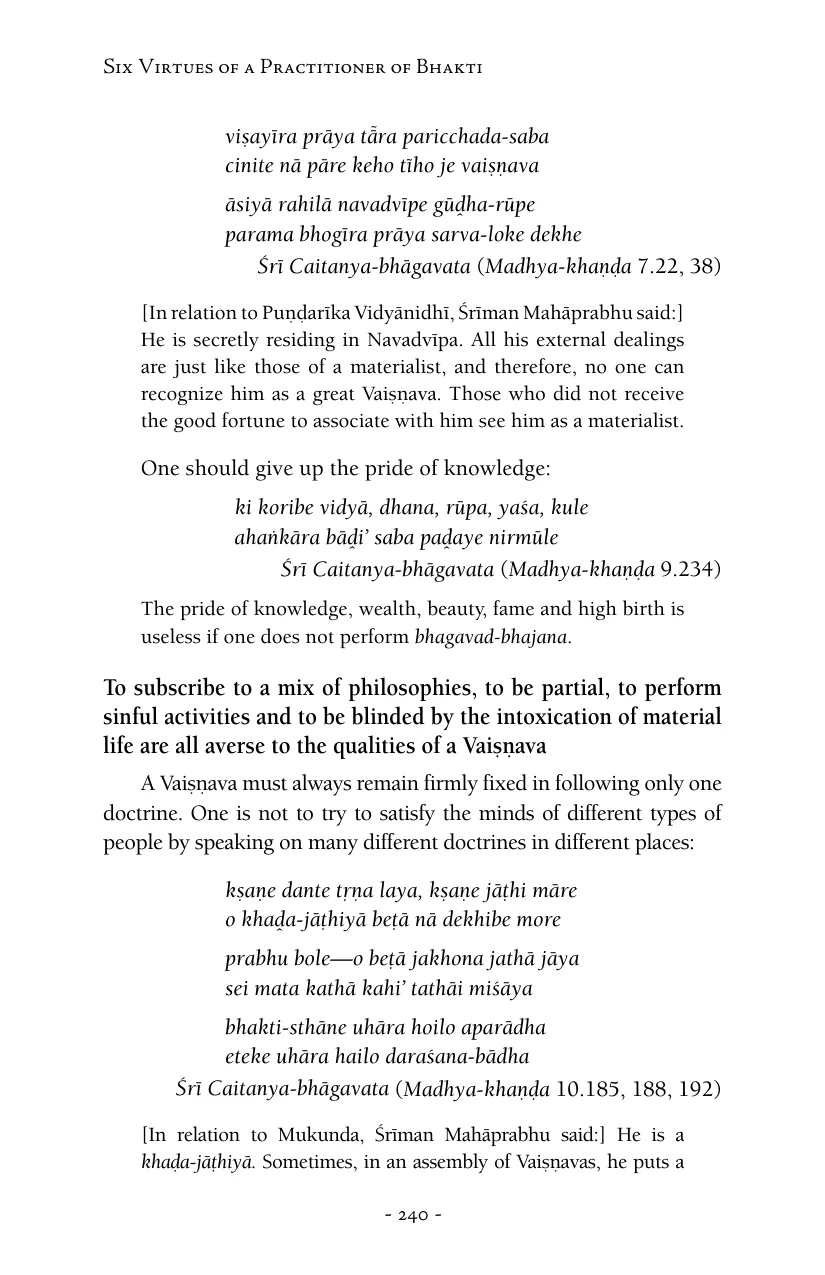 Six Virtues of a Practitioner of Bhakti
viṣayīra prāya tā̃ra paricchada-saba
cinite nā pāre keho tīho je vaiṣṇava
āsiyā rahilā navadvīpe gūḓha-rūpe
parama bhogīra prāya sarva-loke dekhe
Śrī Caitanya-bhāgavata (Madhya-khaṇḍa 7.22, 38)
[In relation to Puṇḍarīka Vidyānidhī, Śrīman Mahāprabhu said:]
He is secretly residing in Navadvīpa. All his external dealings
are just like those of a materialist, and therefore, no one can
recognize him as a great Vaiṣṇava. Those who did not receive
the good fortune to associate with him see him as a materialist.
One should give up the pride of knowledge:
ki koribe vidyā, dhana, rūpa, yaśa, kule
ahaṅkāra bāḓi’ saba paḓaye nirmūle
Śrī Caitanya-bhāgavata (Madhya-khaṇḍa 9.234)
The pride of knowledge, wealth, beauty, fame and high birth is
useless if one does not perform bhagavad-bhajana.
To subscribe to a mix of philosophies, to be partial, to perform
sinful activities and to be blinded by the intoxication of material
life are all averse to the qualities of a Vaiṣṇava
A Vaiṣṇava must always remain firmly fixed in following only one
doctrine. One is not to try to satisfy the minds of different types of
people by speaking on many different doctrines in different places:
kṣaṇe dante tṛṇa laya, kṣaṇe jāṭhi māre
o khaḓa-jāṭhiyā beṭā nā dekhibe more
prabhu bole—o beṭā jakhona jathā jāya
sei mata kathā kahi’ tathāi miśāya
bhakti-sthāne uhāra hoilo aparādha
eteke uhāra hailo daraśana-bādha
Śrī Caitanya-bhāgavata (Madhya-khaṇḍa 10.185, 188, 192)
[In relation to Mukunda, Śrīman Mahāprabhu said:] He is a
khaḍa-jāṭhiyā. Sometimes, in an assembly of Vaiṣṇavas, he puts a
- 240 -